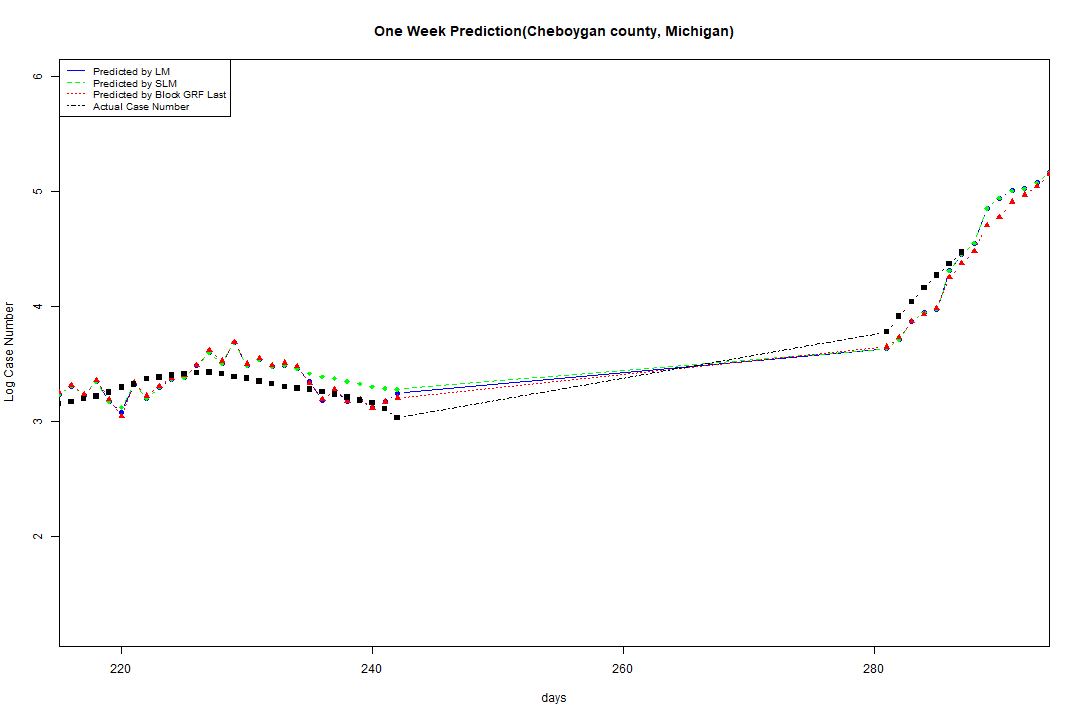 One Week Prediction(Cheboygan county, Michigan)
Predicted by LM
Predicted by SLM
Predicted by Block GRF Last
Actual Case Number
6
5
4
3
2
Log Case Number
220
240
260
280
days